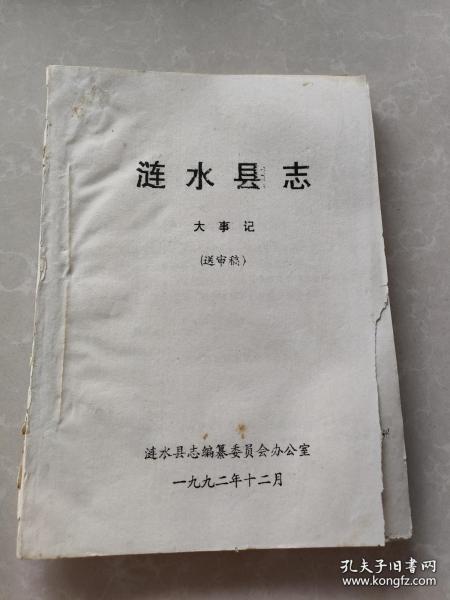 涟水县志
大事记
(送审稿)
涟水县志编纂委员会办公室
一九九二年十二月
孔夫子旧书网
www.kongfz.com